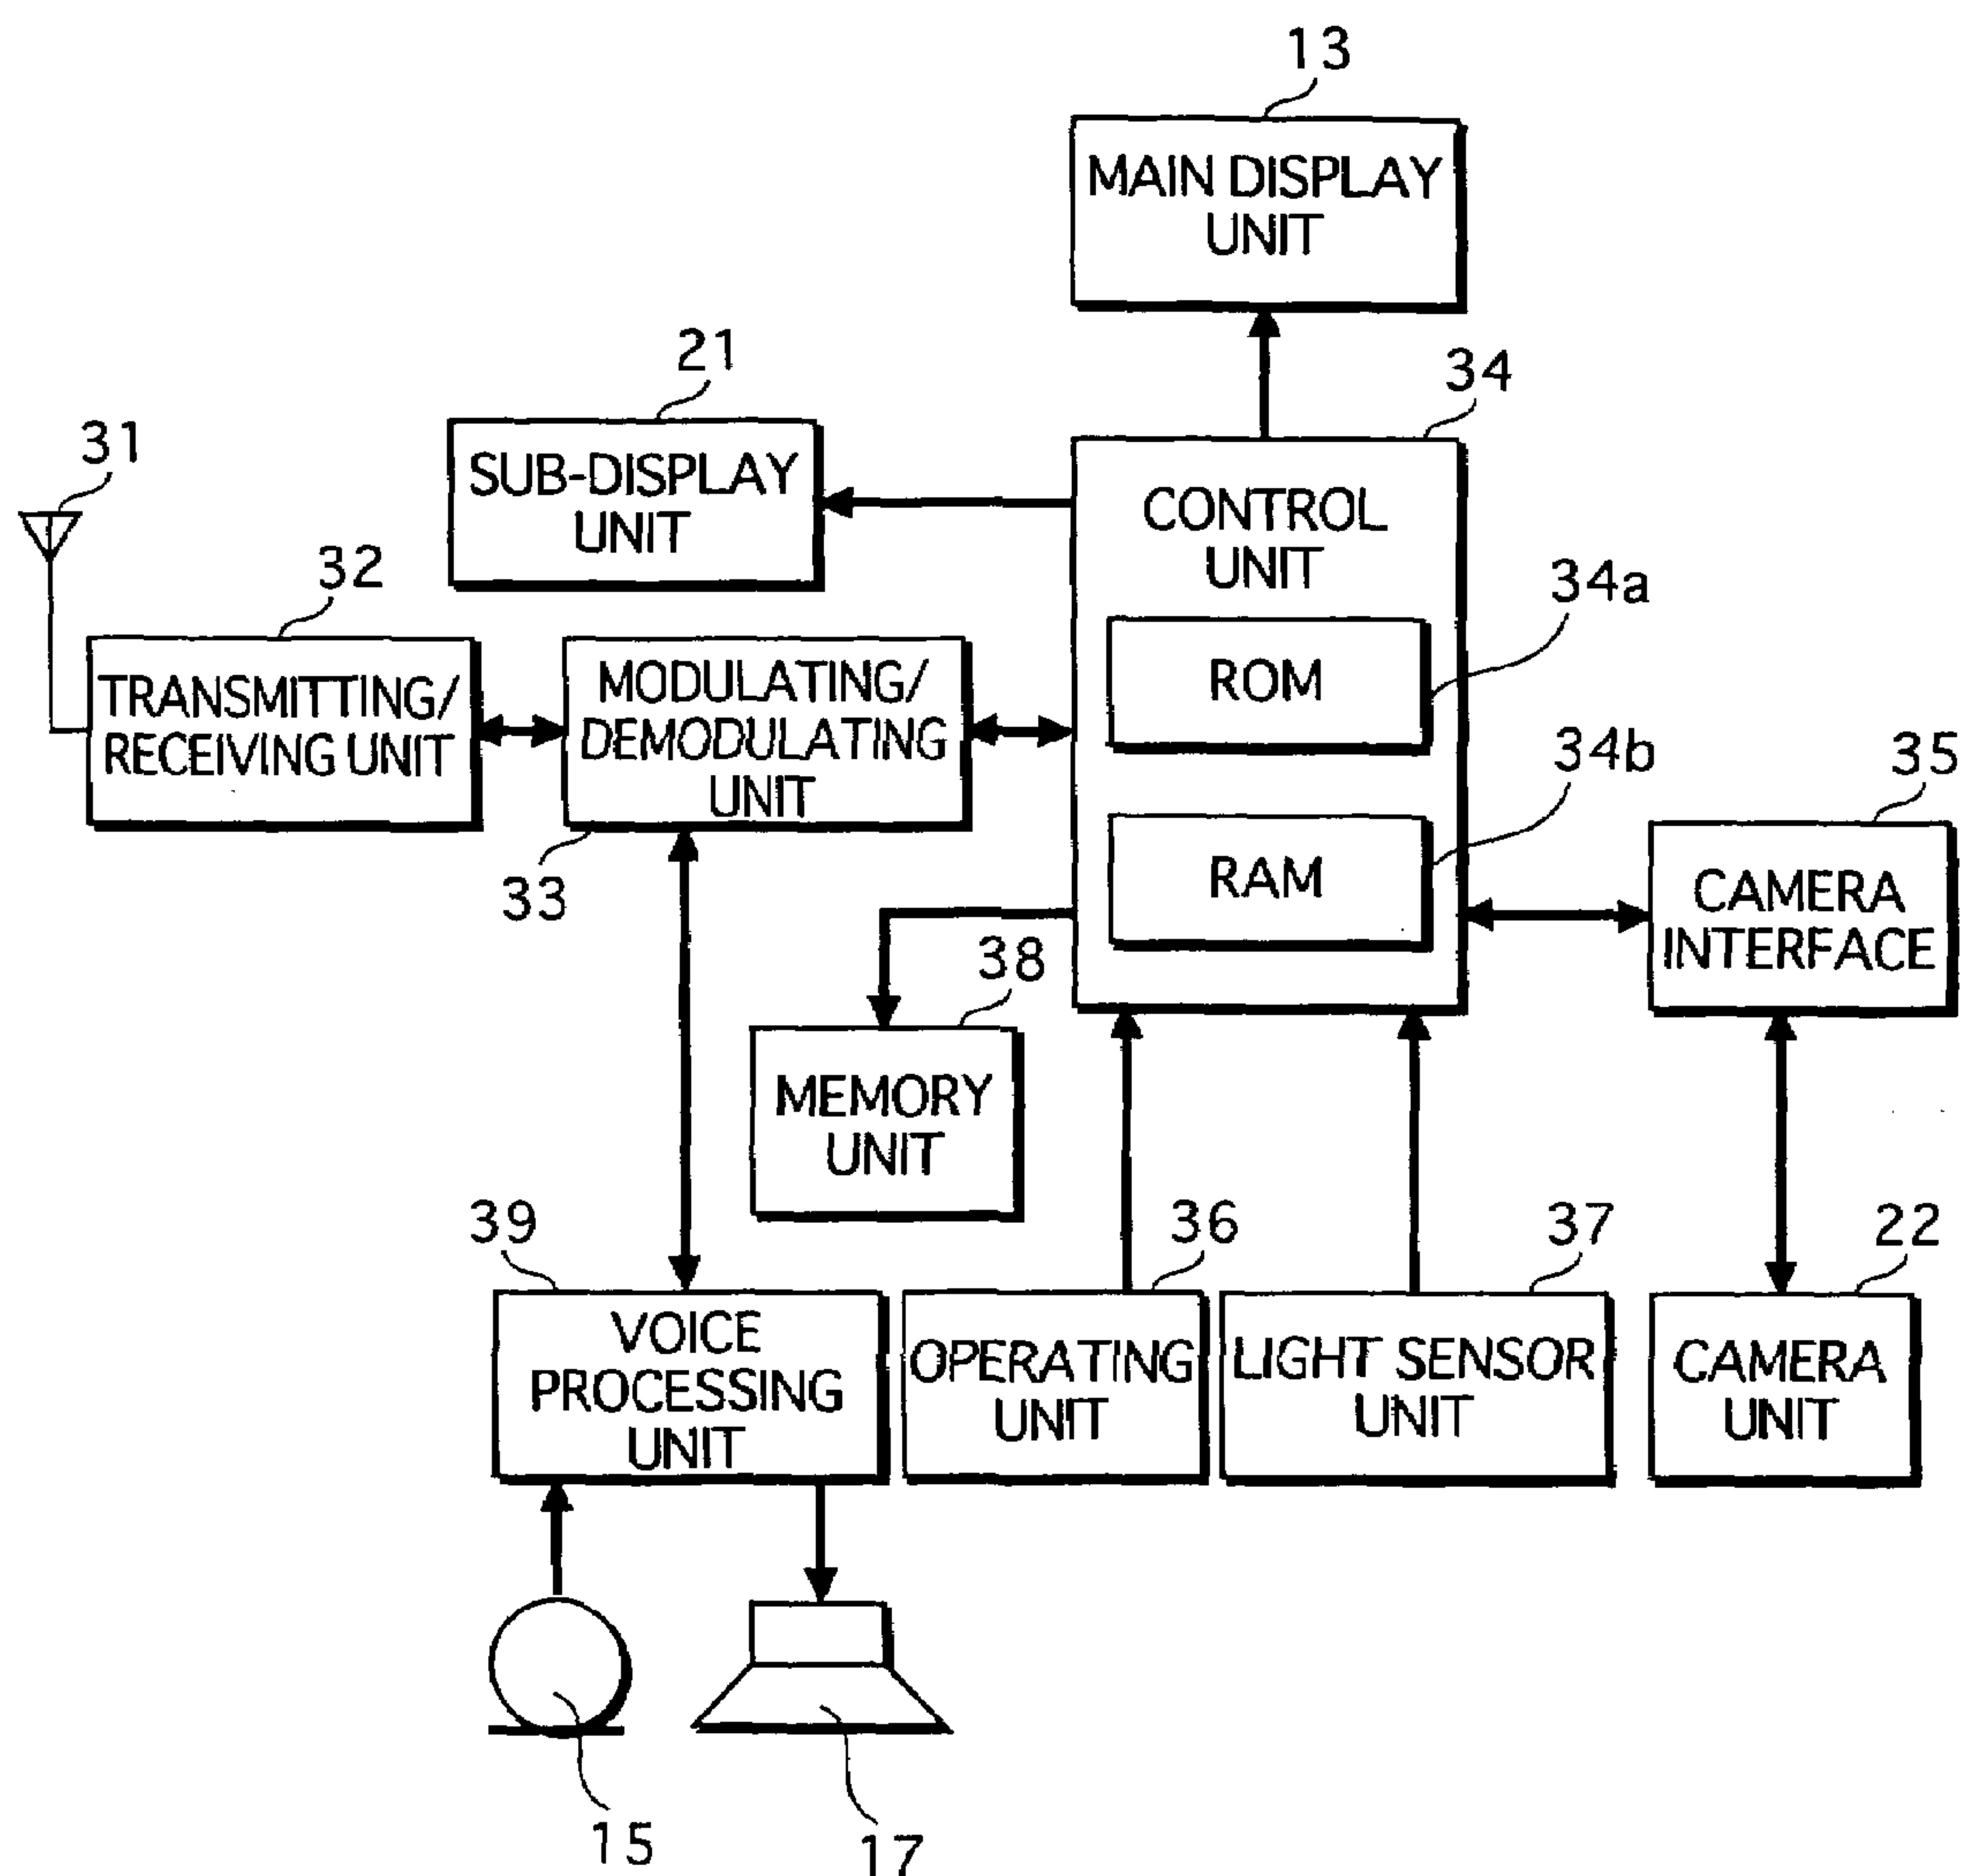 13
MAIN DISPLAY
UNIT
21
34
31
SUB-DISPLAY
UNIT
CONTROL
UNIT
32
34a
TRANSMITTING/
RECEIVING UNIT
MODULATING/
DEMODULATING
UNIT
33
ROM
34b
35
RAM
CAMERA
INTERFACE
38
MEMORY
UNIT
39
36
37
22
VOICE
PROCESSING
UNIT
OPERATING
UNIT
LIGHT SENSOR
UNIT
CAMERA
UNIT
15
17